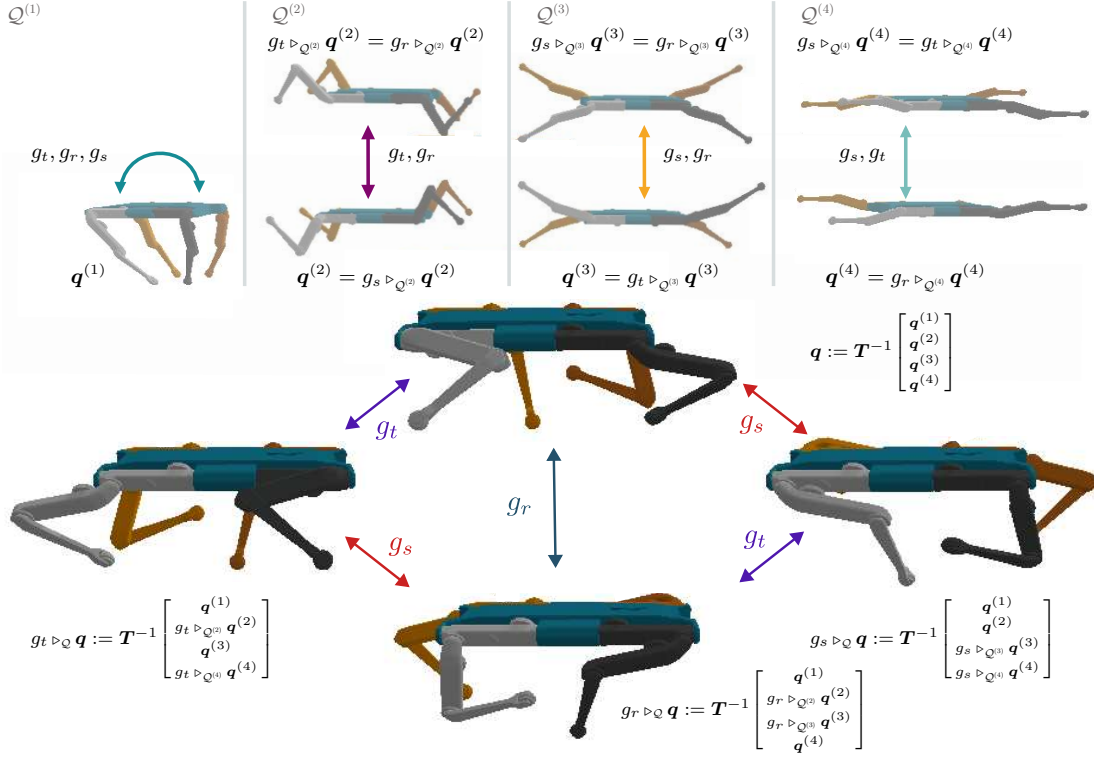 𝒬⁽¹⁾
𝒬⁽²⁾
𝒬⁽³⁾
𝒬⁽⁴⁾
g_t ▷_{𝒬⁽²⁾} q⁽²⁾ = g_r ▷_{𝒬⁽²⁾} q⁽²⁾
g_s ▷_{𝒬⁽³⁾} q⁽³⁾ = g_r ▷_{𝒬⁽³⁾} q⁽³⁾
g_s ▷_{𝒬⁽⁴⁾} q⁽⁴⁾ = g_t ▷_{𝒬⁽⁴⁾} q⁽⁴⁾
g_t, g_r, g_s
g_t, g_r
g_s, g_r
g_s, g_t
q⁽¹⁾
q⁽²⁾ = g_s ▷_{𝒬⁽²⁾} q⁽²⁾
q⁽³⁾ = g_t ▷_{𝒬⁽³⁾} q⁽³⁾
q⁽⁴⁾ = g_r ▷_{𝒬⁽⁴⁾} q⁽⁴⁾
q := T⁻¹ [q⁽¹⁾
q⁽²⁾
q⁽³⁾
q⁽⁴⁾]
g_t
g_s
g_r
g_s
g_t
g_t ▷_𝒬 q := T⁻¹ [q⁽¹⁾
g_t ▷_{𝒬⁽²⁾} q⁽²⁾
q⁽³⁾
g_t ▷_{𝒬⁽⁴⁾} q⁽⁴⁾]
g_s ▷_𝒬 q := T⁻¹ [q⁽¹⁾
q⁽²⁾
g_s ▷_{𝒬⁽³⁾} q⁽³⁾
g_s ▷_{𝒬⁽⁴⁾} q⁽⁴⁾]
g_r ▷_𝒬 q := T⁻¹ [q⁽¹⁾
g_r ▷_{𝒬⁽²⁾} q⁽²⁾
g_r ▷_{𝒬⁽³⁾} q⁽³⁾
q⁽⁴⁾]